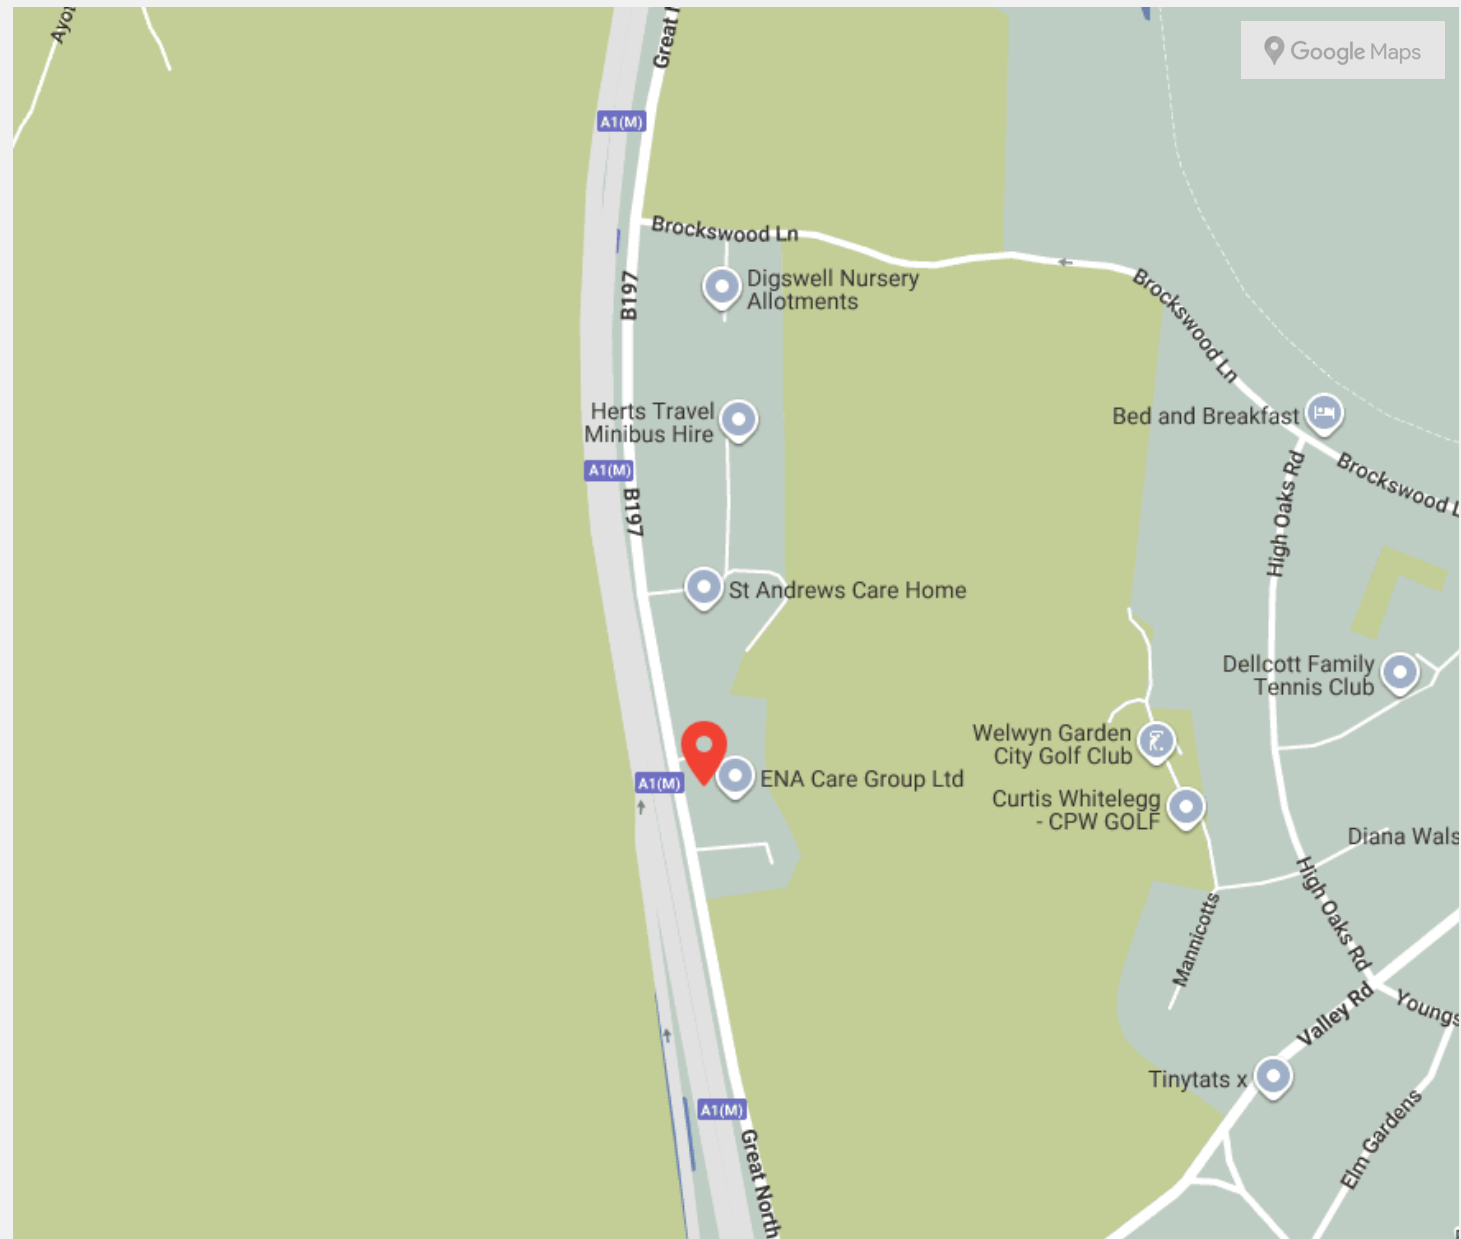 Great
Google Maps
A1(M)
Brockswood Ln
Digswell Nursery
Allotments
B197
Brockswood Ln
Herts Travel
Minibus Hire
Bed and Breakfast
A1(M)
B197
High Oaks Rd
Brockswood
St Andrews Care Home
Dellcott Family
Tennis Club
Welwyn Garden
City Golf Club
A1(M)
ENA Care Group Ltd
Curtis Whitelegg
- CPW GOLF
Diana Wals
High Oaks Rd
Mannicotts
Valley Rd
Youngs
Tinytats x
A1(M)
Elm Gardens
Great North